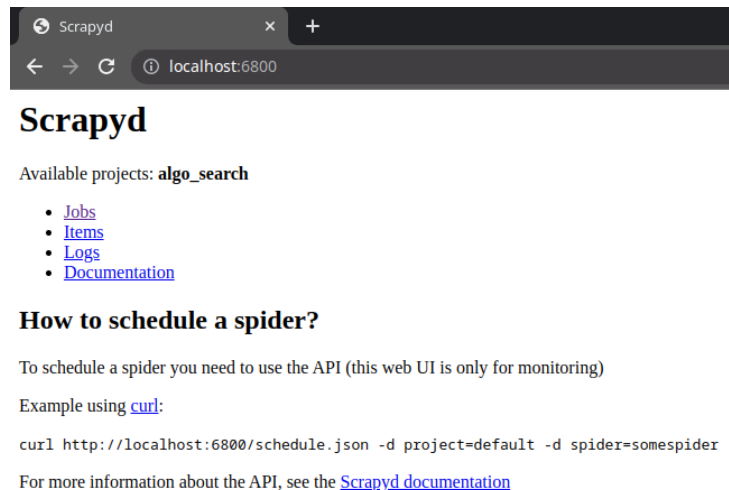 Scrapyd
localhost:6800
Scrapyd
Available projects: algo_search
Jobs
Items
Logs
Documentation
How to schedule a spider?
To schedule a spider you need to use the API (this web UI is only for monitoring)
Example using curl:
curl http://localhost:6800/schedule.json -d project=default -d spider=somespider
For more information about the API, see the Scrapyd documentation